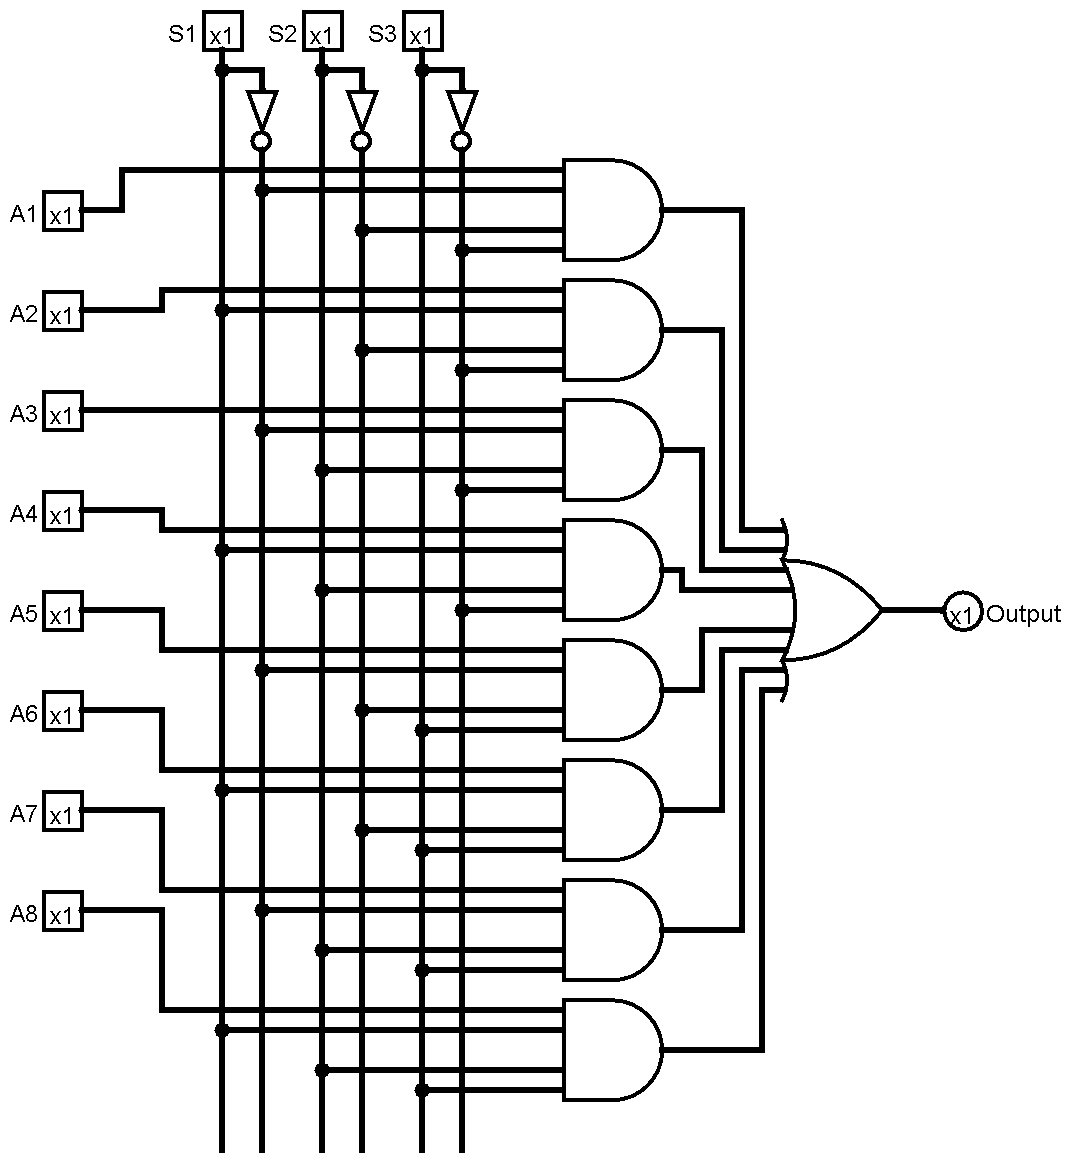 S1 x1 S2 x1 S3 x1
A1 x1
A2 x1
A3 x1
A4 x1
A5 x1
x1 Output
A6 x1
A7 x1
A8 x1